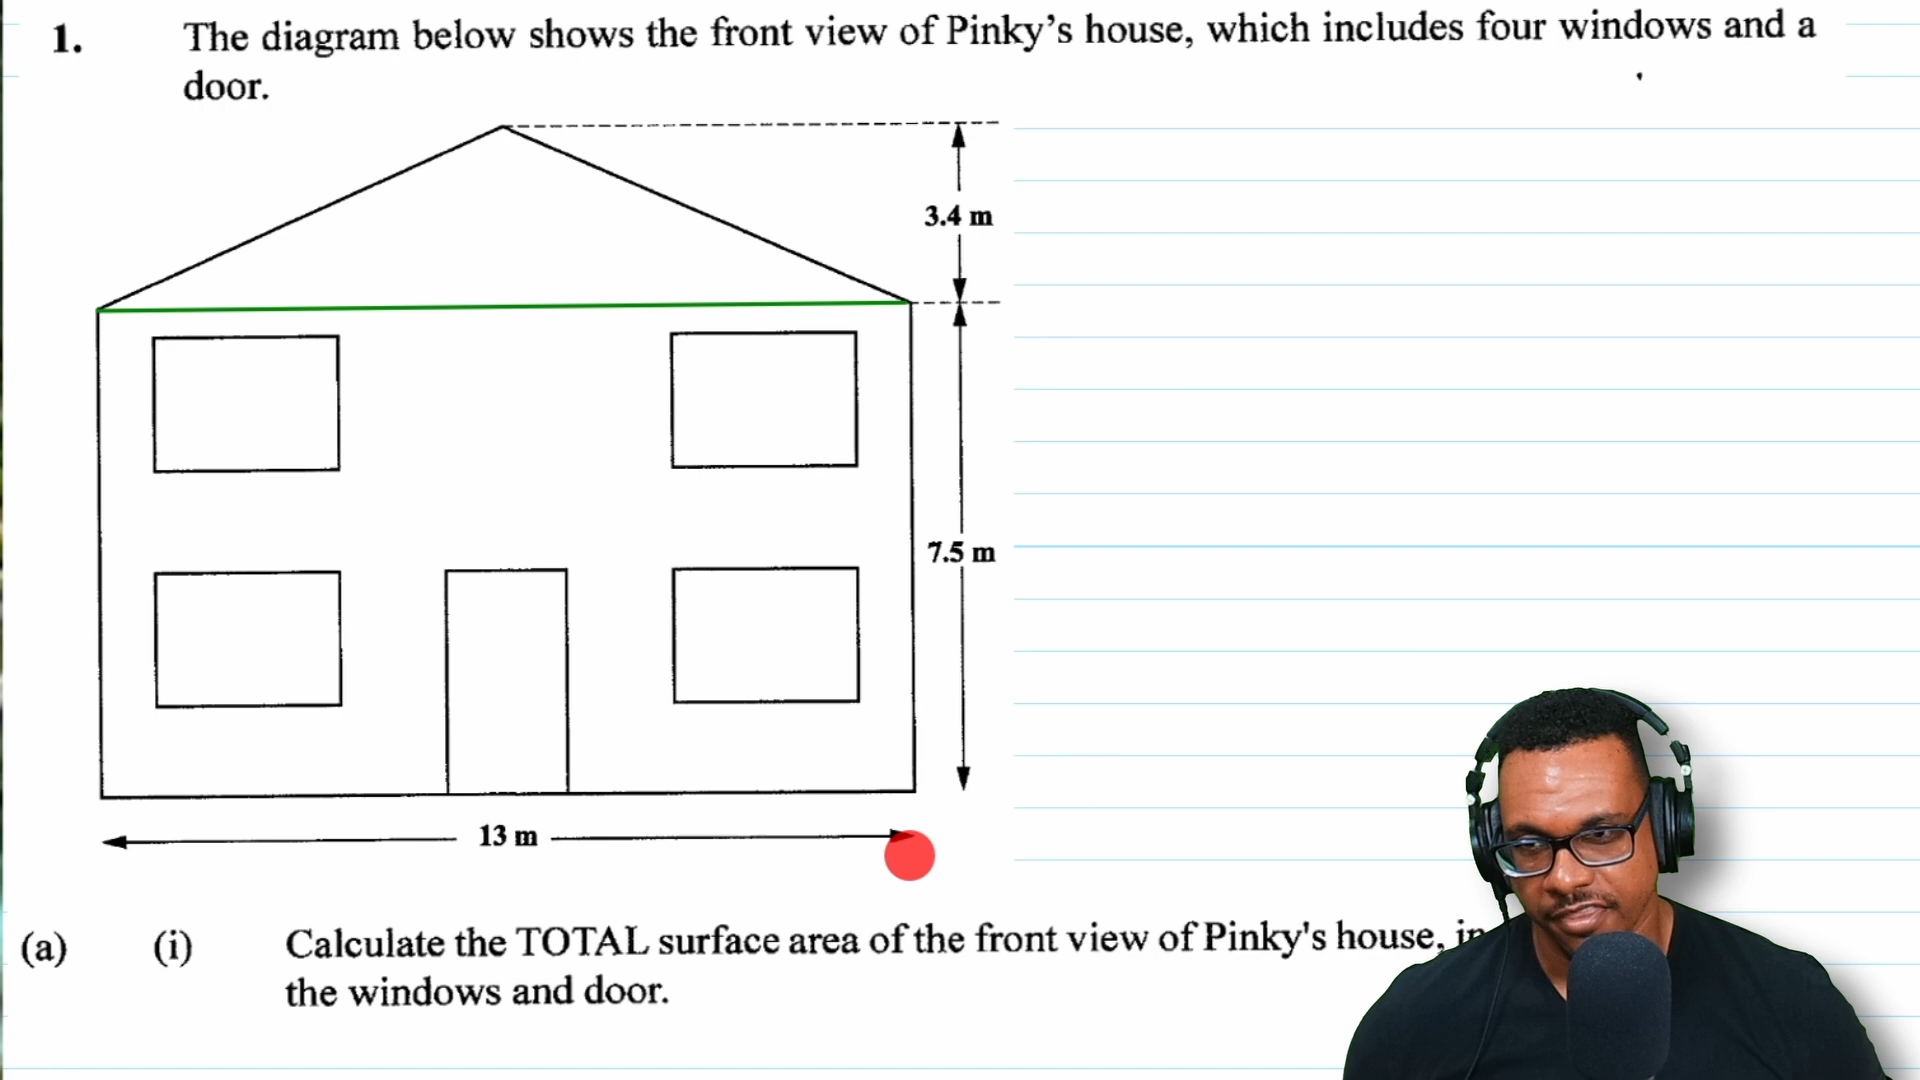 1. The diagram below shows the front view of Pinky’s house, which includes four windows and a
door.
3.4 m
7.5 m
13 m
(a) (i) Calculate the TOTAL surface area of the front view of Pinky's house,
the windows and door.